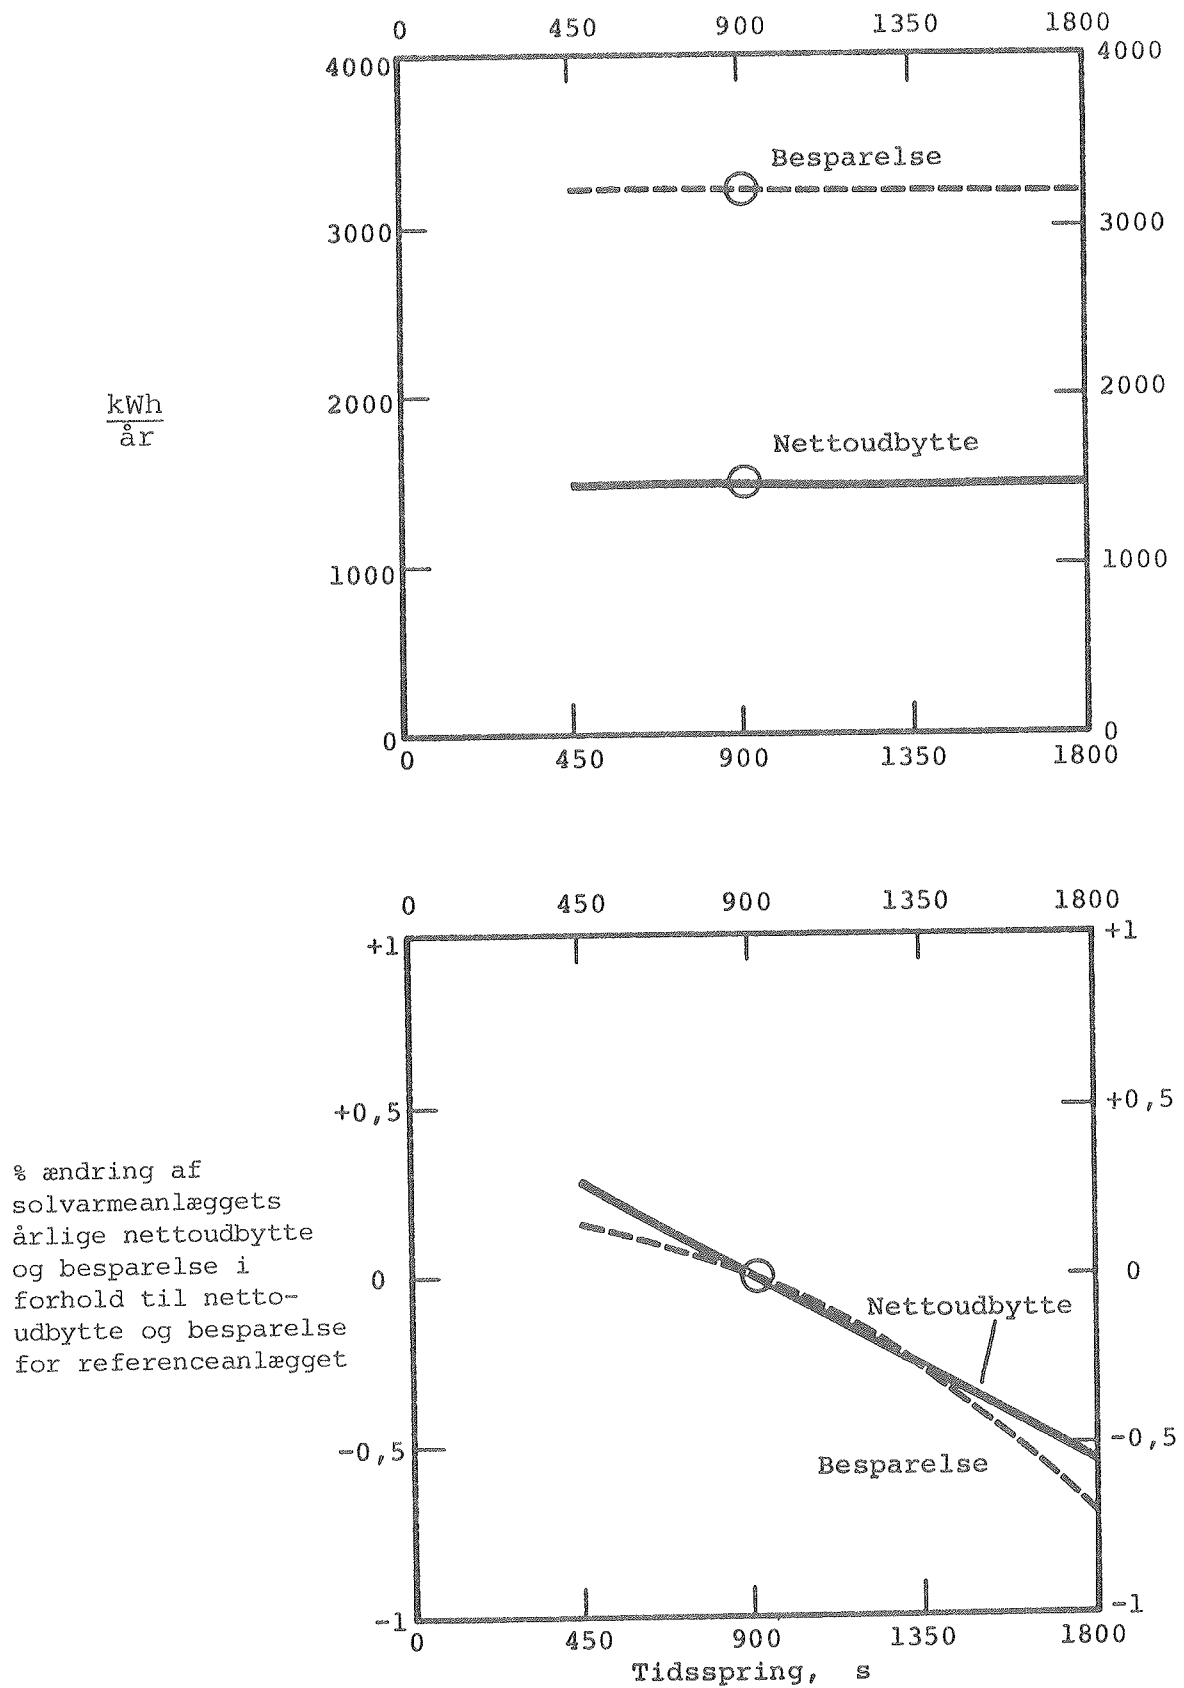 0 450 900 1350 1800
4000 4000
Besparelse
3000 3000
kWh
år
2000 2000
Nettoudbytte
1000 1000
0 0
0 450 900 1350 1800
0 450 900 1350 1800
+1 +1
+0,5 +0,5
% ændring af
solvarmeanlæggets
årlige nettoudbytte
og besparelse i
forhold til netto-
udbytte og besparelse
for referenceanlægget
0 0
Nettoudbytte
-0,5 -0,5
Besparelse
-1 -1
0 450 900 1350 1800
Tidsspring, s